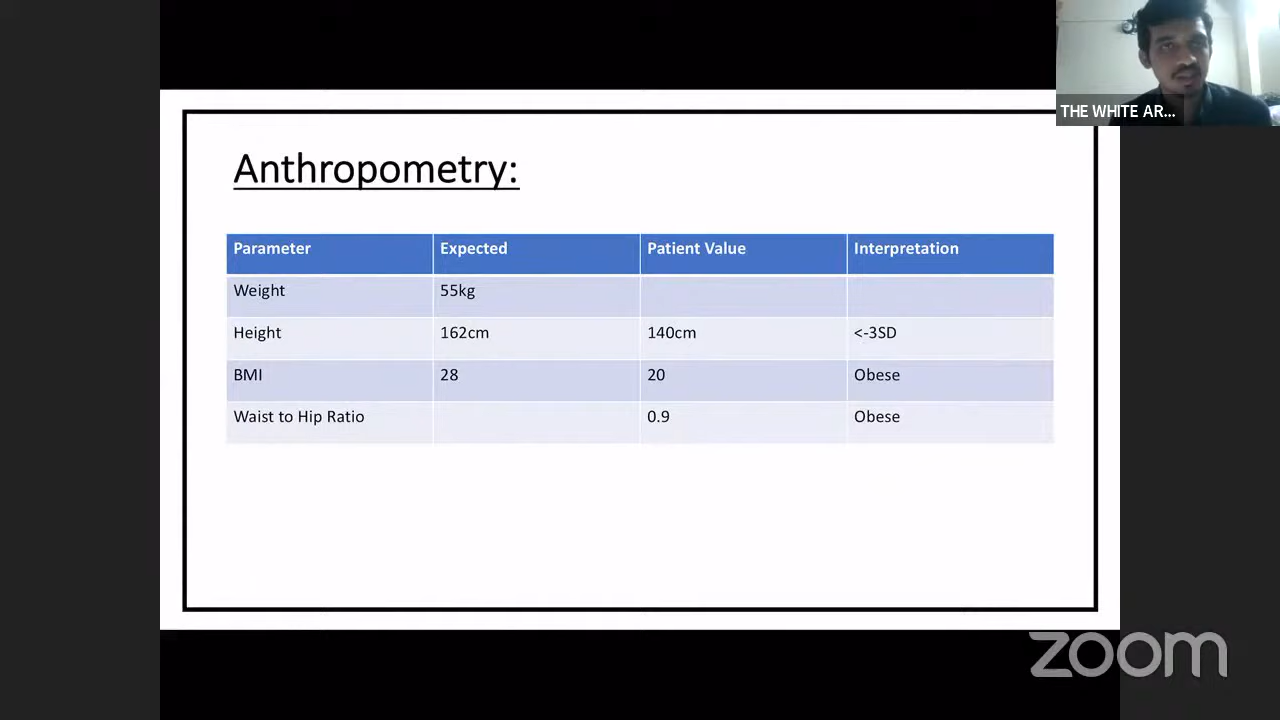 THE WHITE AR...
Anthropometry:
Parameter Expected Patient Value Interpretation
Weight 55kg
Height 162cm 140cm <-3SD
BMI 28 20 Obese
Waist to Hip Ratio 0.9 Obese
zoom